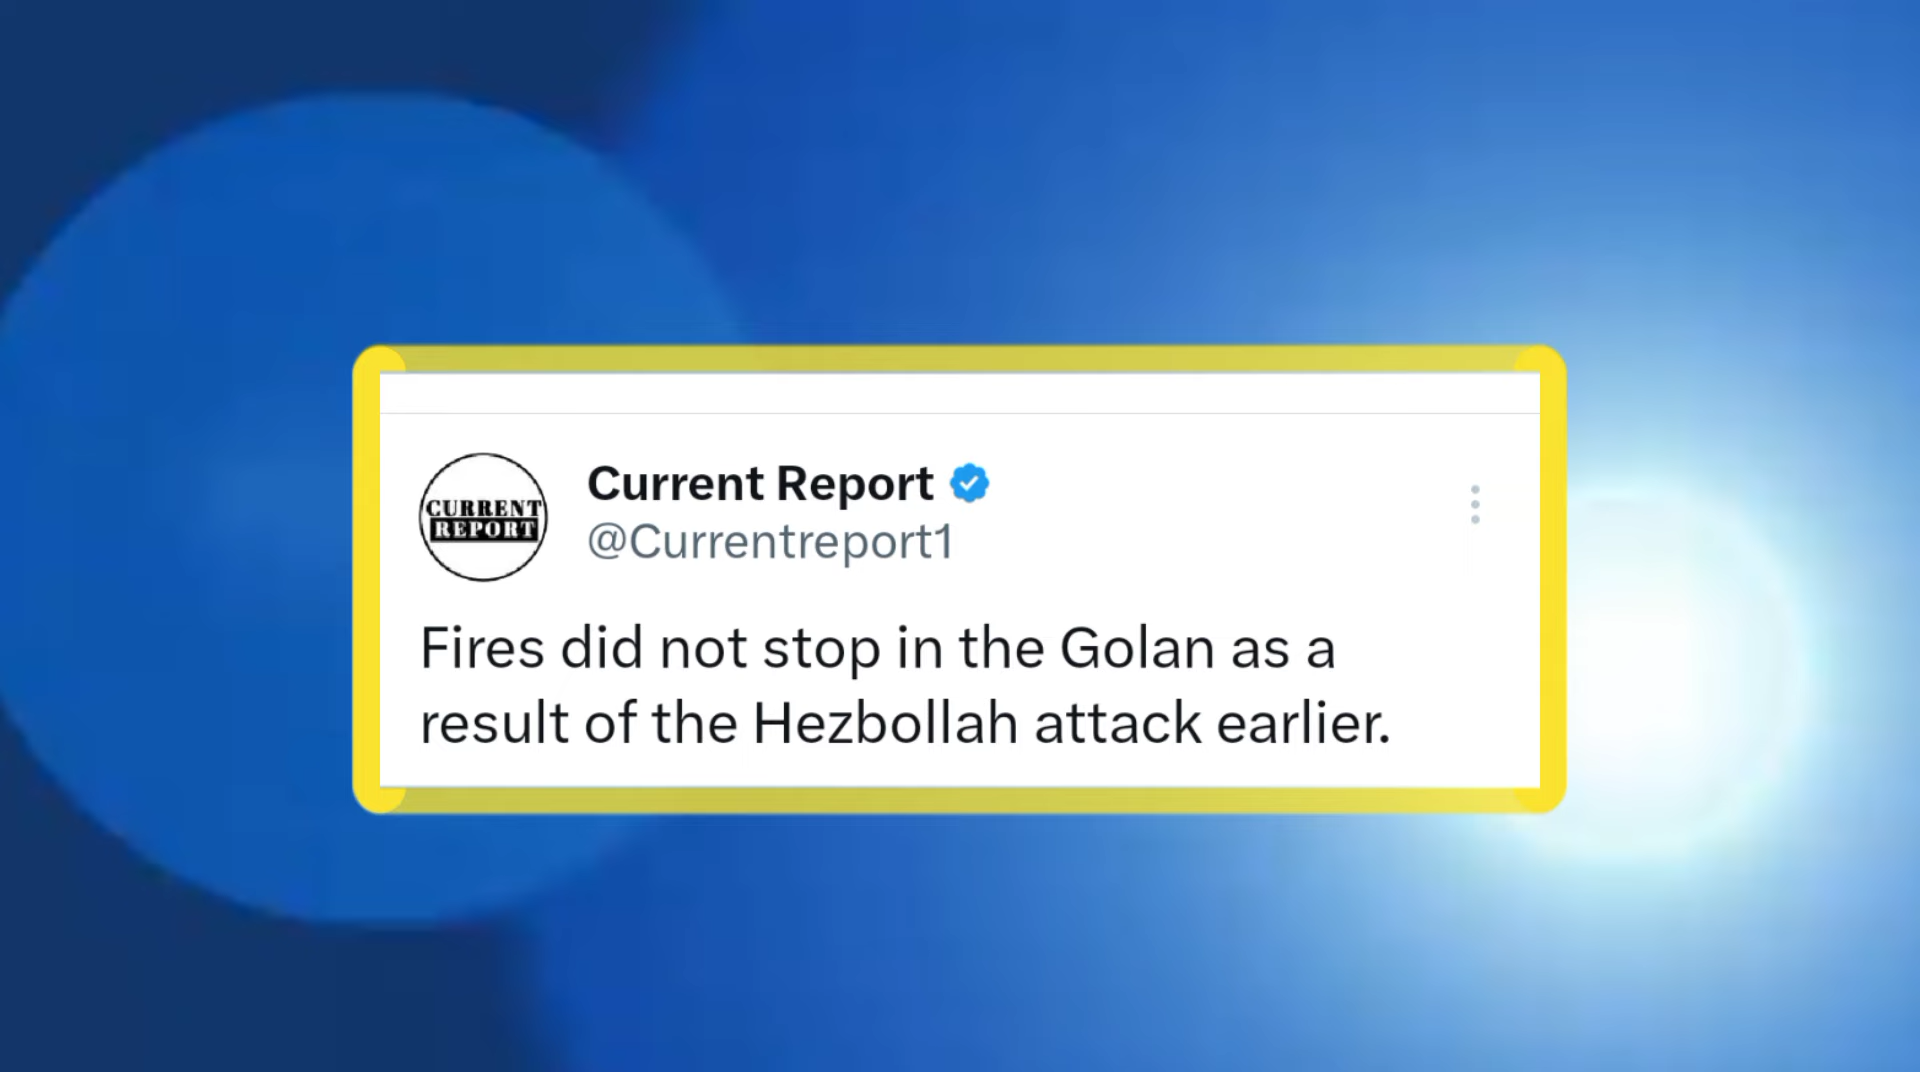 CURRENT
REPORT
Current Report
@Currentreport1
Fires did not stop in the Golan as a
result of the Hezbollah attack earlier.